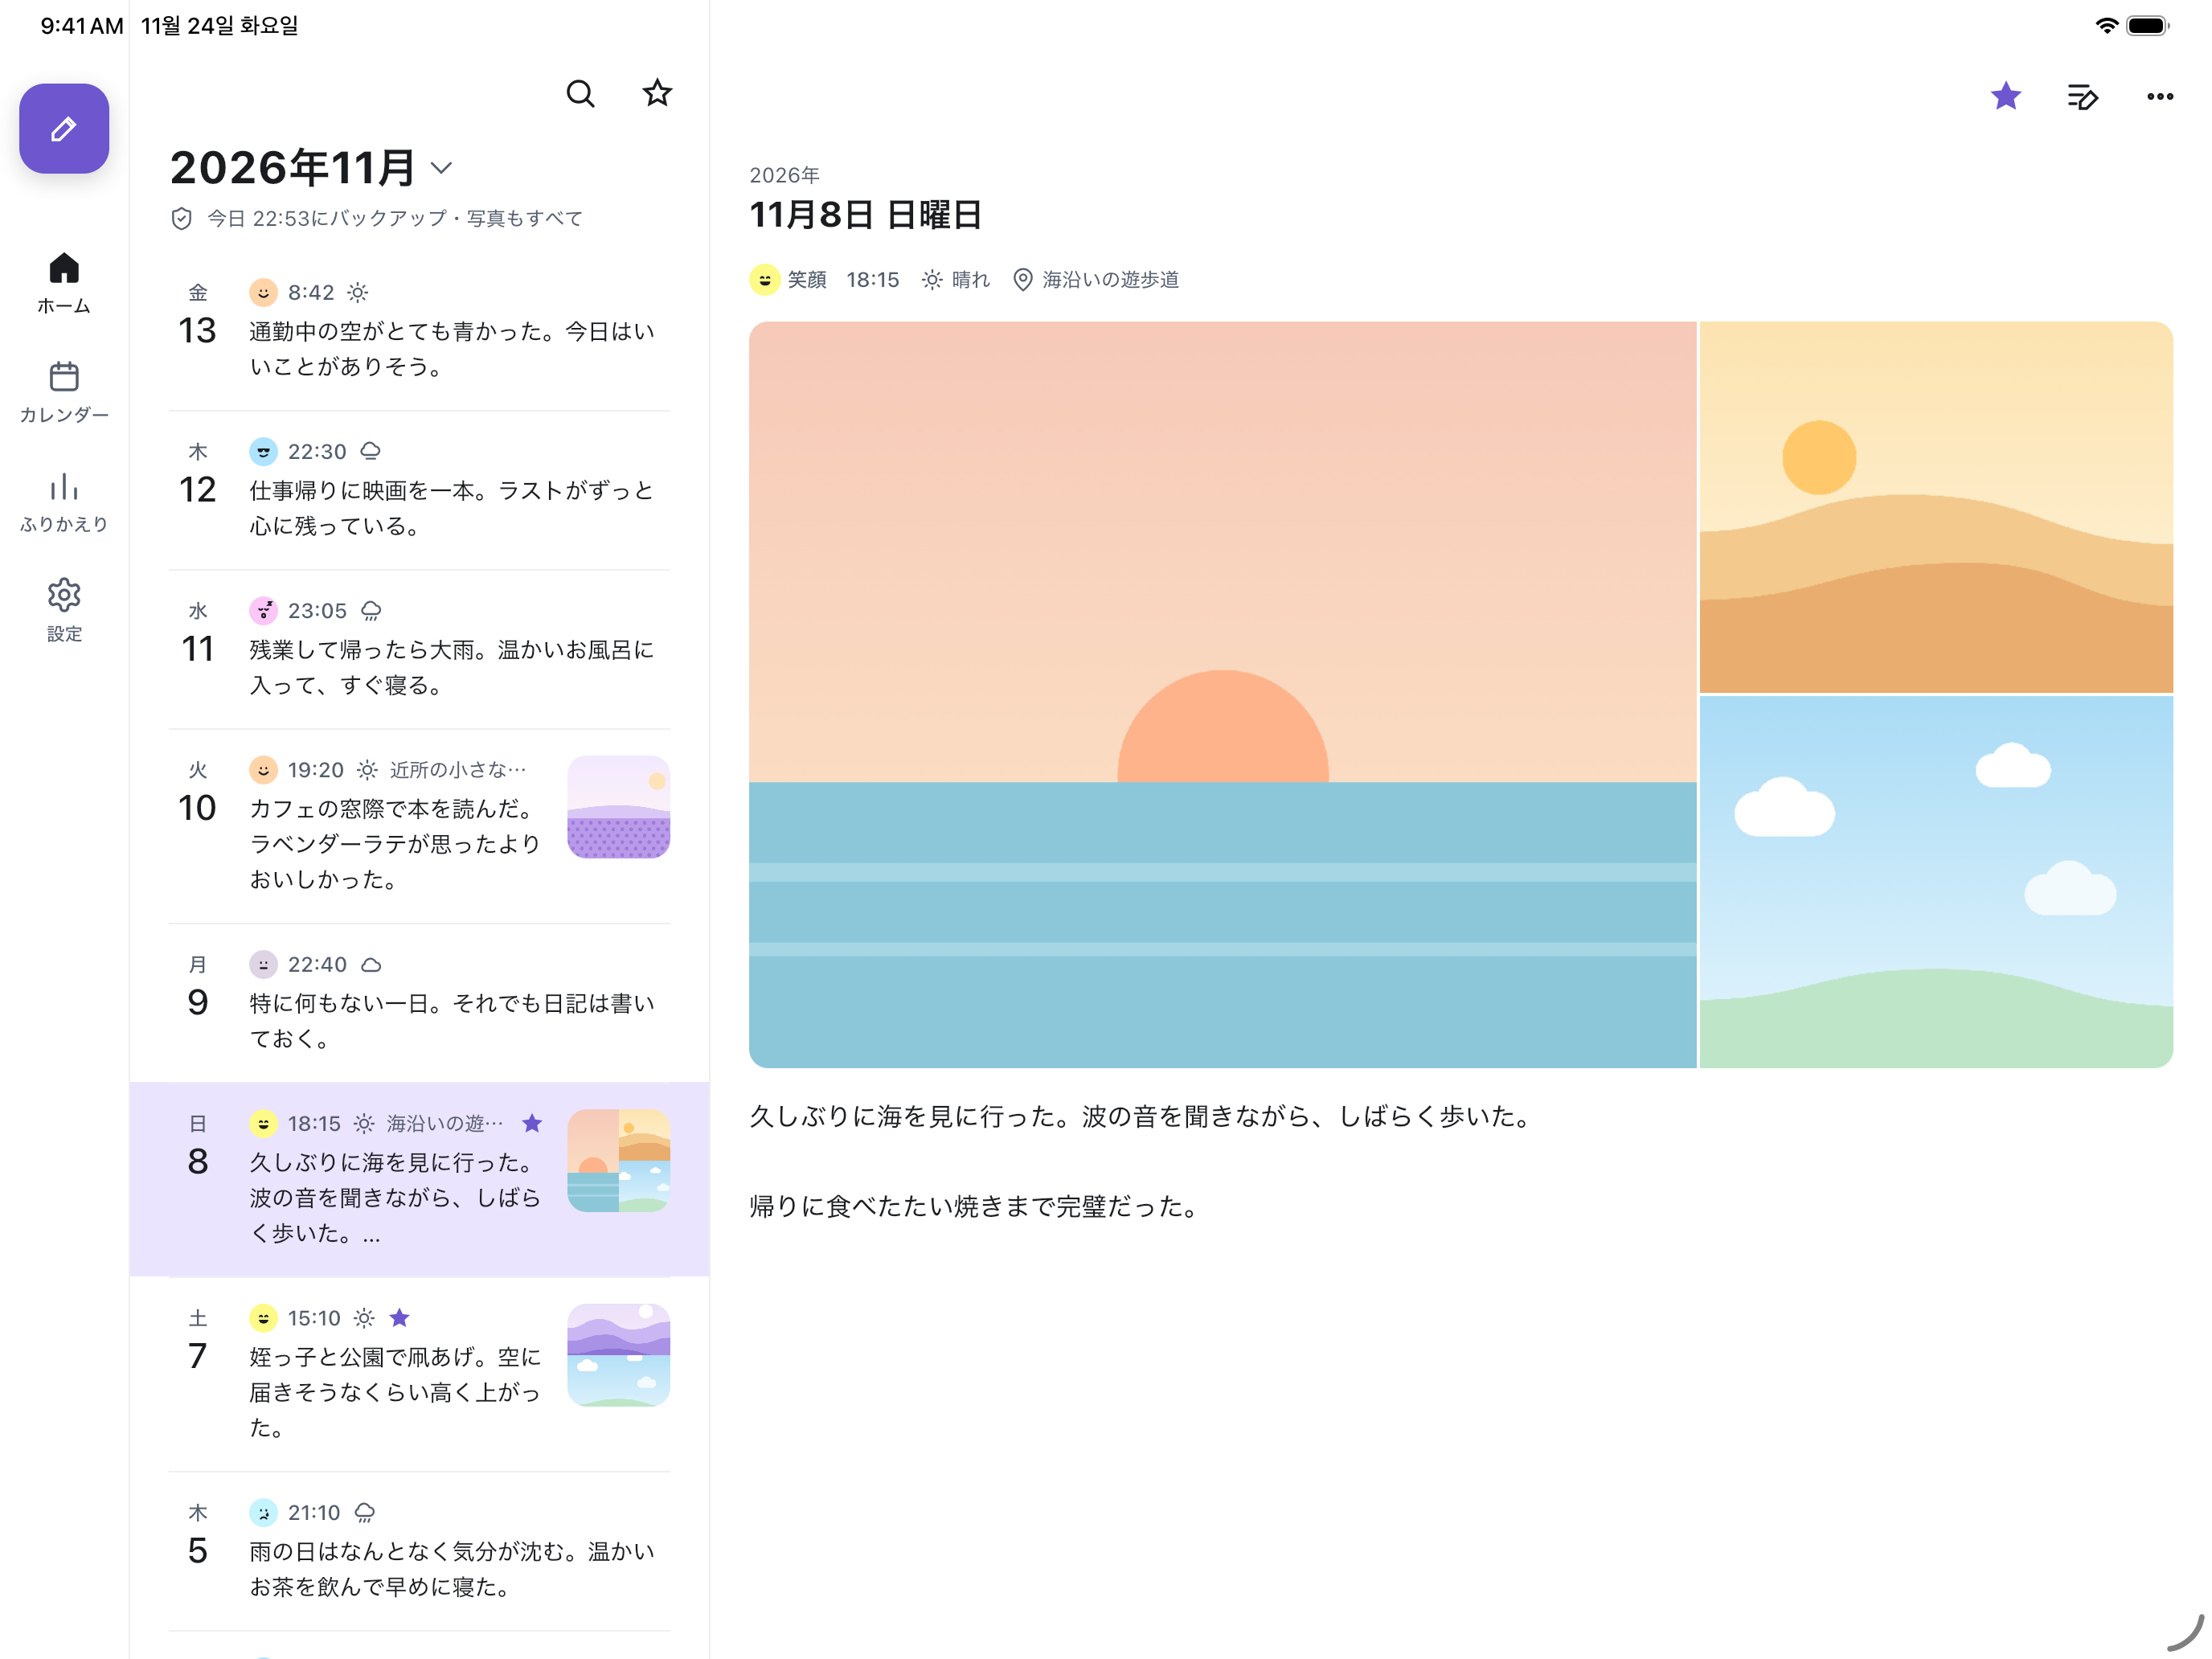 9:41 AM 11월 24일 화요일
ホーム
カレンダー
ふりかえり
設定
2026年11月
今日 22:53にバックアップ・写真もすべて
金
13
8:42
通勤中の空がとても青かった。今日はい
いことがありそう。
木
12
22:30
仕事帰りに映画を一本。ラストがずっと
心に残っている。
水
11
23:05
残業して帰ったら大雨。温かいお風呂に
入って、すぐ寝る。
火
10
19:20 近所の小さな…
カフェの窓際で本を読んだ。
ラベンダーラテが思ったより
おいしかった。
月
9
22:40
特に何もない一日。それでも日記は書い
ておく。
日
8
18:15 海沿いの遊…
久しぶりに海を見に行った。
波の音を聞きながら、しばら
く歩いた。...
土
7
15:10
姪っ子と公園で凧あげ。空に
届きそうなくらい高く上がっ
た。
木
5
21:10
雨の日はなんとなく気分が沈む。温かい
お茶を飲んで早めに寝た。
2026年
11月8日 日曜日
笑顔 18:15 晴れ 海沿いの遊歩道
久しぶりに海を見に行った。波の音を聞きながら、しばらく歩いた。
帰りに食べたたい焼きまで完璧だった。